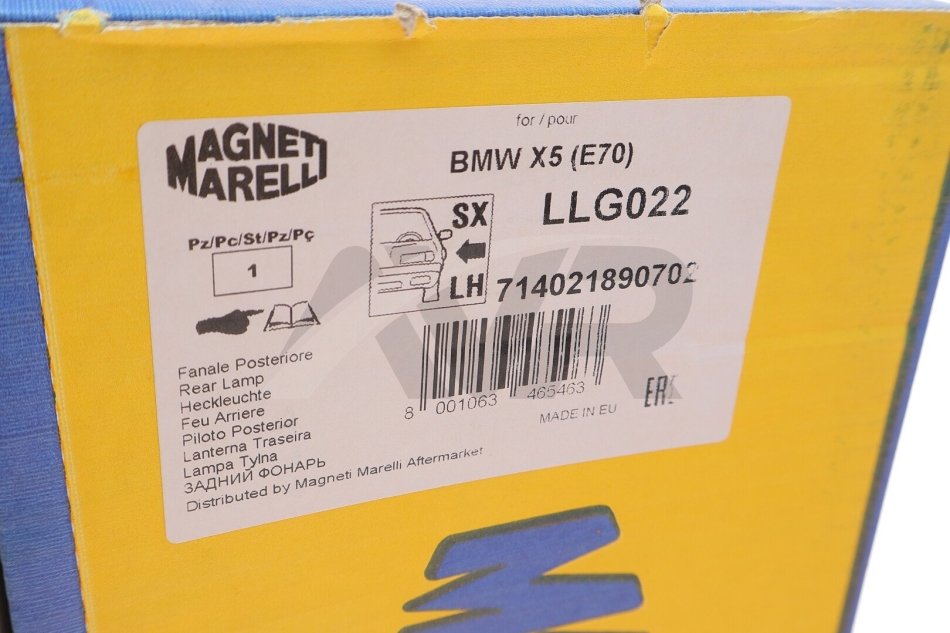 for / pour
MAGNETI
MARELLI
BMW X5 (E70)
SX
LLG022
Pz/Pc/St/Pz/Pç
1
LH
714021890702
Fanale Posteriore
Rear Lamp
Heckleuchte
Feu Arriere
Piloto Posterior
Lanterna Traseira
Lampa Tylna
ЗАДНИЙ ФОНАРЬ
Distributed by Magneti Marelli Aftermarket
8 001063 465463
MADE IN EU
EAC